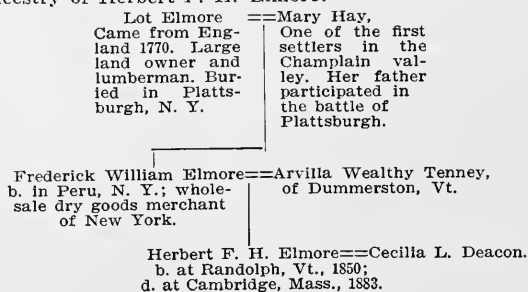 Lot Elmore ==Mary Hay,
Came from Eng-
land 1770. Large
land owner and
lumberman. Bur-
ied in Platts-
burgh, N. Y.
One of the first
settlers in the
Champlain val-
ley. Her father
participated in
the battle of
Plattsburgh.
Frederick William Elmore==Arvilla Wealthy Tenney,
b. in Peru, N. Y.; whole-
sale dry goods merchant
of New York.
of Dummerston, Vt.
Herbert F. H. Elmore==Cecilia L. Deacon.
b. at Randolph, Vt., 1850;
d. at Cambridge, Mass., 1883.